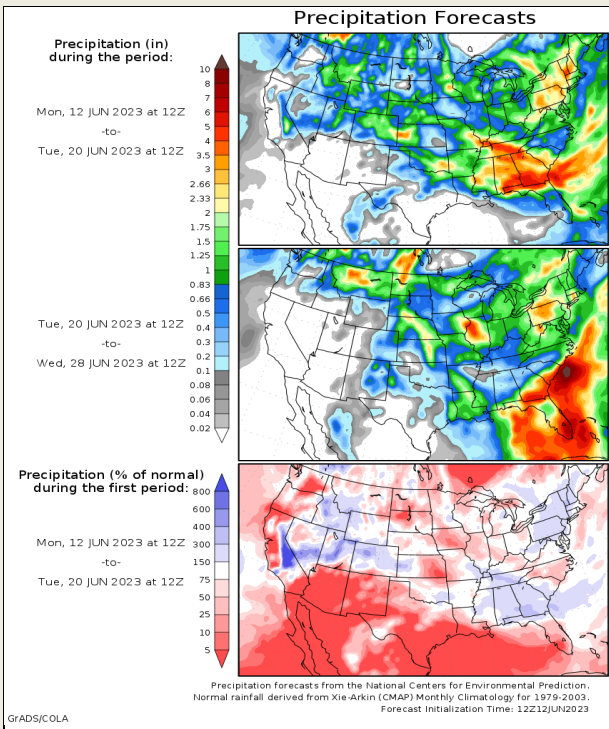 Precipitation Forecasts
Precipitation (in)
during the period:
Mon, 12 JUN 2023 at 12Z
-to-
Tue, 20 JUN 2023 at 12Z
10
8
7
6
5
4
3.5
3
2.66
2.33
2
1.75
1.5
1.25
1
0.83
0.66
0.5
0.4
0.3
0.2
0.1
0.08
0.06
0.04
0.02
Tue, 20 JUN 2023 at 12Z
-to-
Wed, 28 JUN 2023 at 12Z
Precipitation (% of normal)
during the first period:
Mon, 12 JUN 2023 at 12Z
-to-
Tue, 20 JUN 2023 at 12Z
800
600
400
300
150
75
50
25
10
5
Precipitation forecasts from the National Centers for Environmental Prediction.
Normal rainfall derived from Xie-Arkin (CMAP) Monthly Climatology for 1979-2003.
Forecast Initialization Time: 12Z12JUN2023
GrADS/COLA